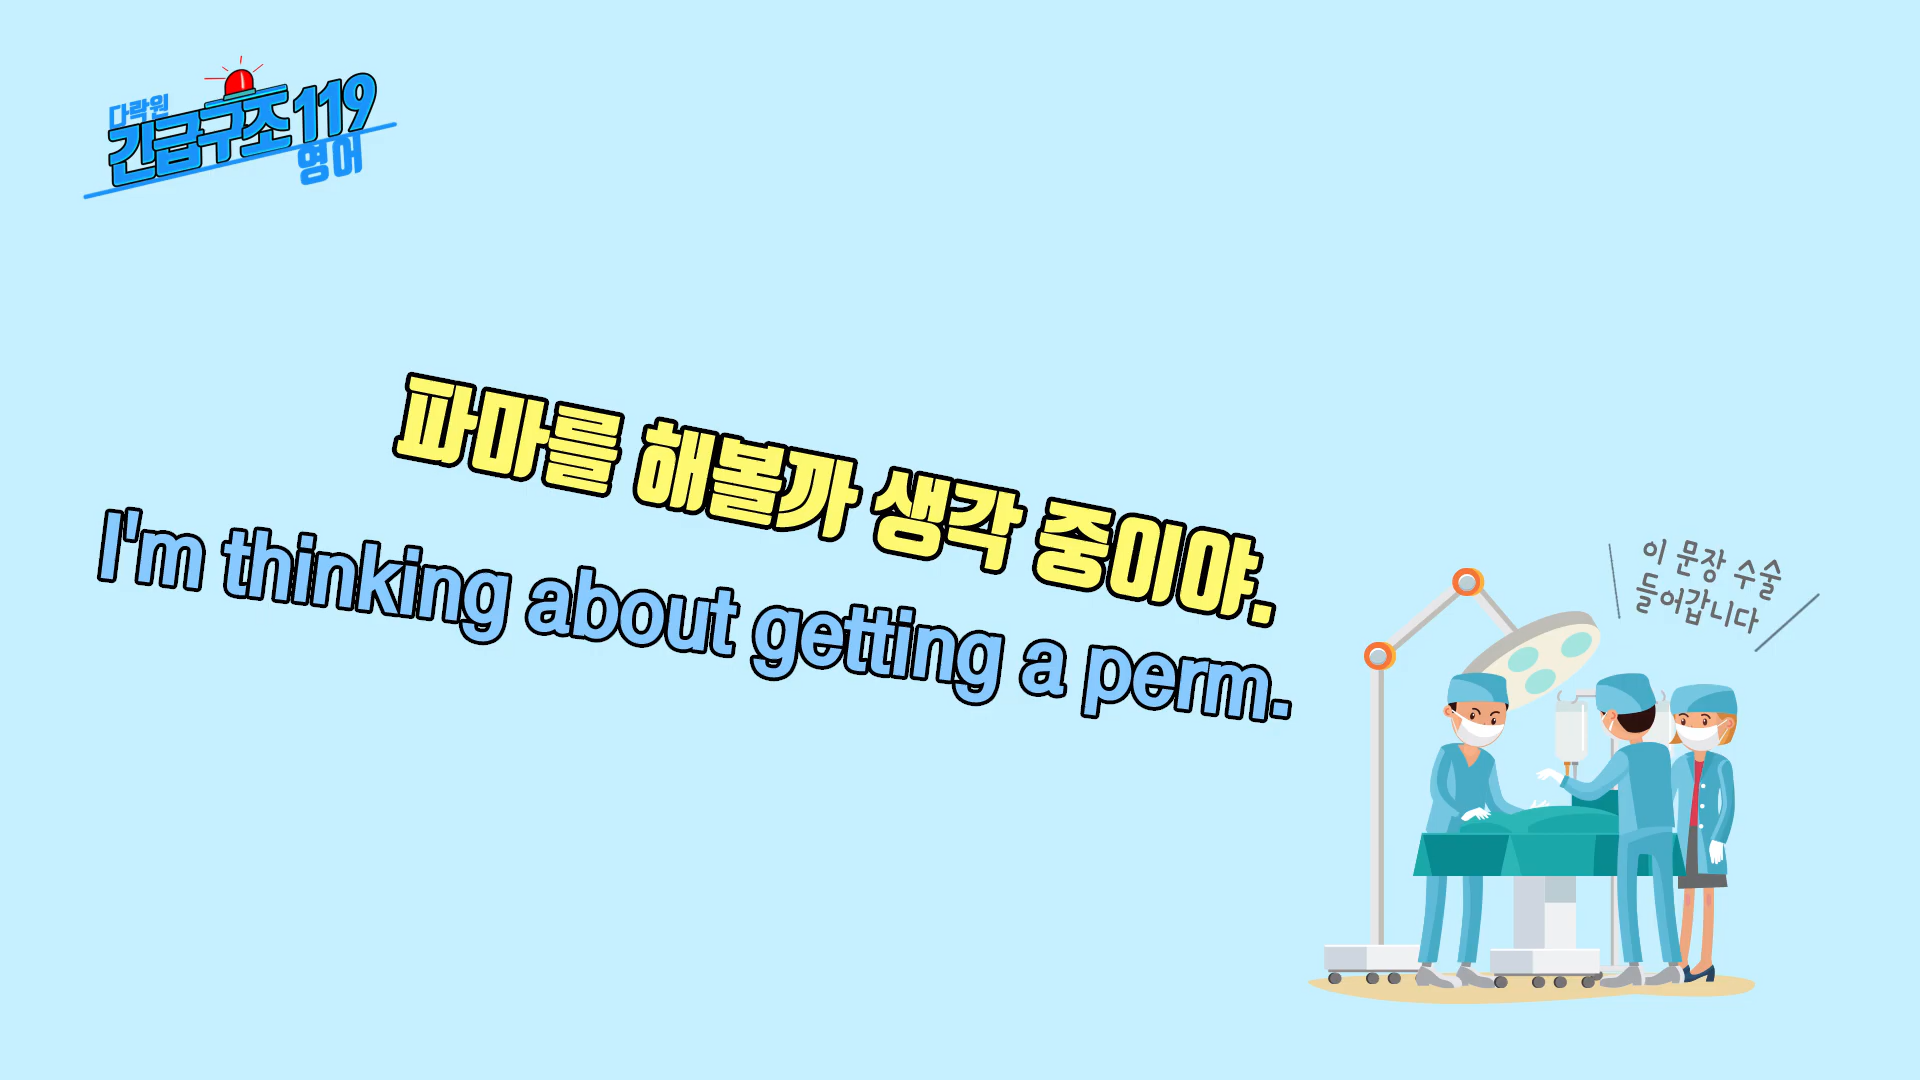 다락원
긴급구조119
영어
파마를 해볼까 생각 중이야.
I'm thinking about getting a perm.
이 문장 수술
들어갑니다